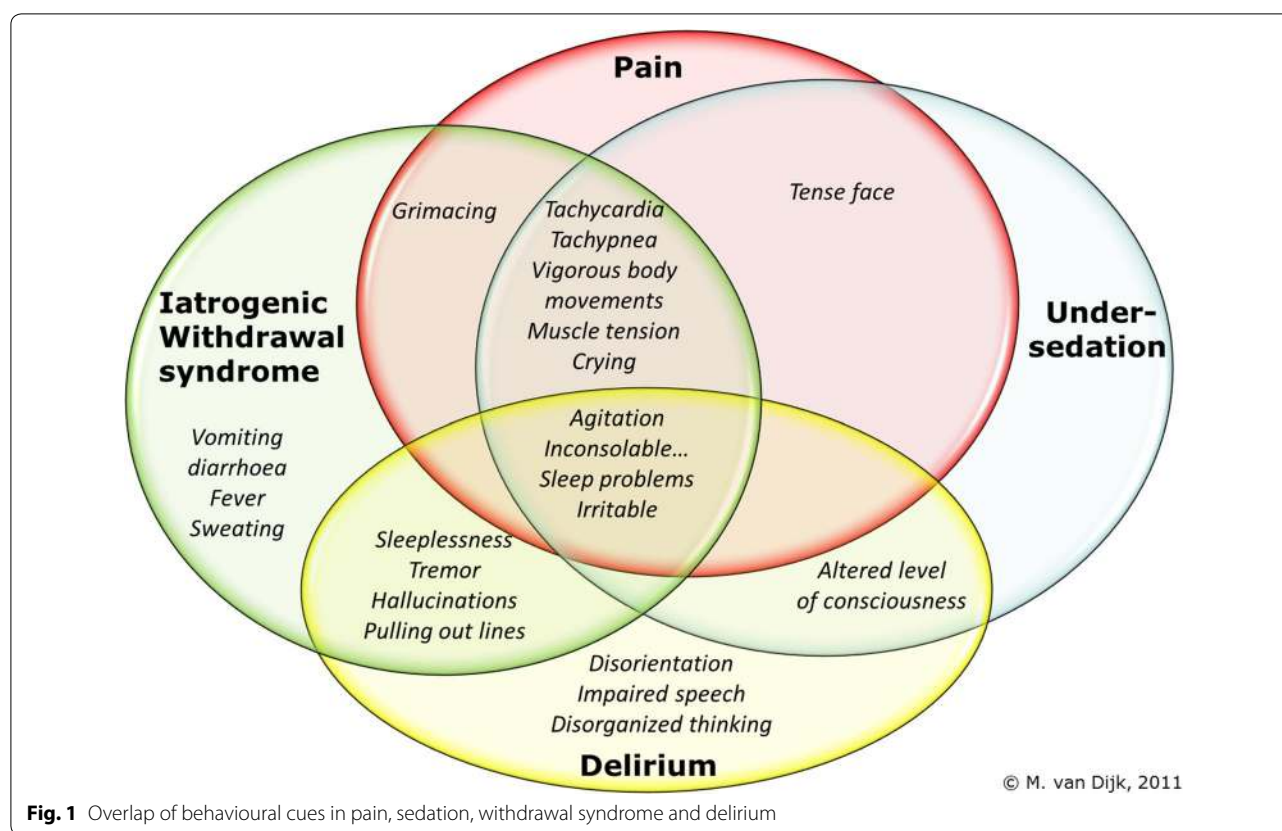 Pain
Tense face
Grimacing
Tachycardia
Tachypnea
Vigorous body
movements
Muscle tension
Crying
Iatrogenic
Withdrawal
syndrome
Under-
sedation
Vomiting
diarrhoea
Fever
Sweating
Agitation
Inconsolable...
Sleep problems
Irritable
Sleeplessness
Tremor
Hallucinations
Pulling out lines
Altered level
of consciousness
Disorientation
Impaired speech
Disorganized thinking
Delirium
© M. van Dijk, 2011
Fig. 1 Overlap of behavioural cues in pain, sedation, withdrawal syndrome and delirium